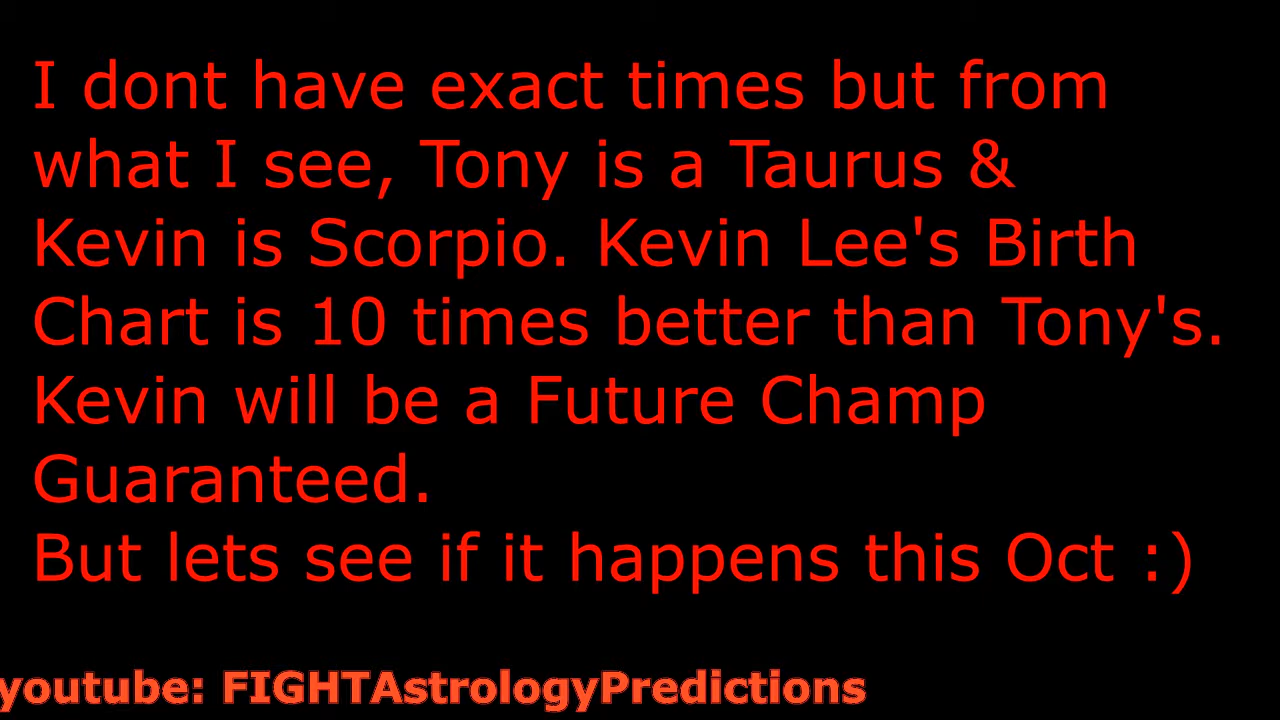 I dont have exact times but from
what I see, Tony is a Taurus &
Kevin is Scorpio. Kevin Lee's Birth
Chart is 10 times better than Tony's.
Kevin will be a Future Champ
Guaranteed.
But lets see if it happens this Oct :)
youtube: FIGHTAstrologyPredictions